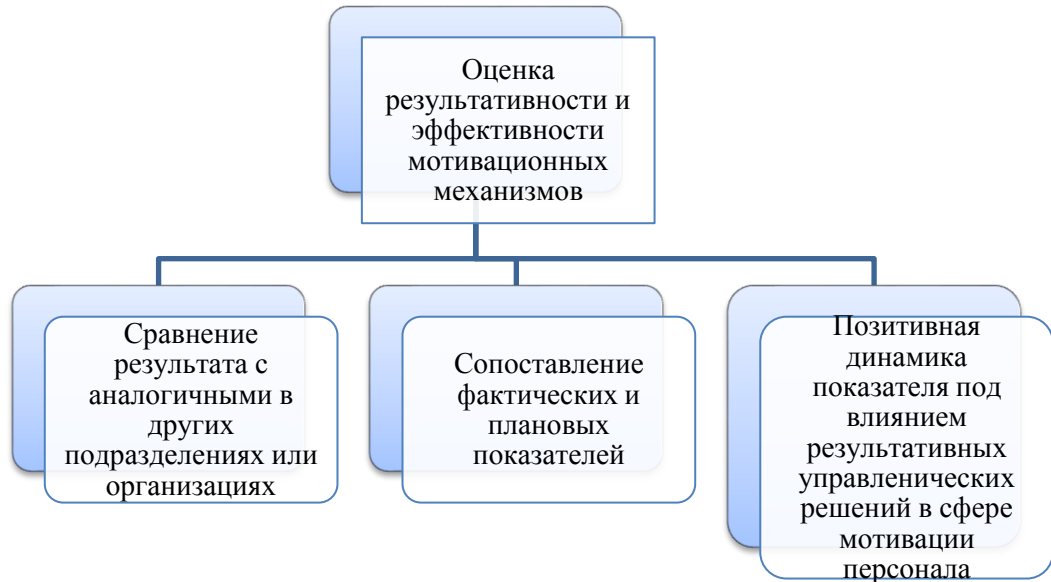 Оценка
результативности и
эффективности
мотивационных
механизмов
Сравнение
результата с
аналогичными в
других
подразделениях или
организациях
Сопоставление
фактических и
плановых
показателей
Позитивная
динамика
показателя под
влиянием
результативных
управленических
решений в сфере
мотивации
персонала